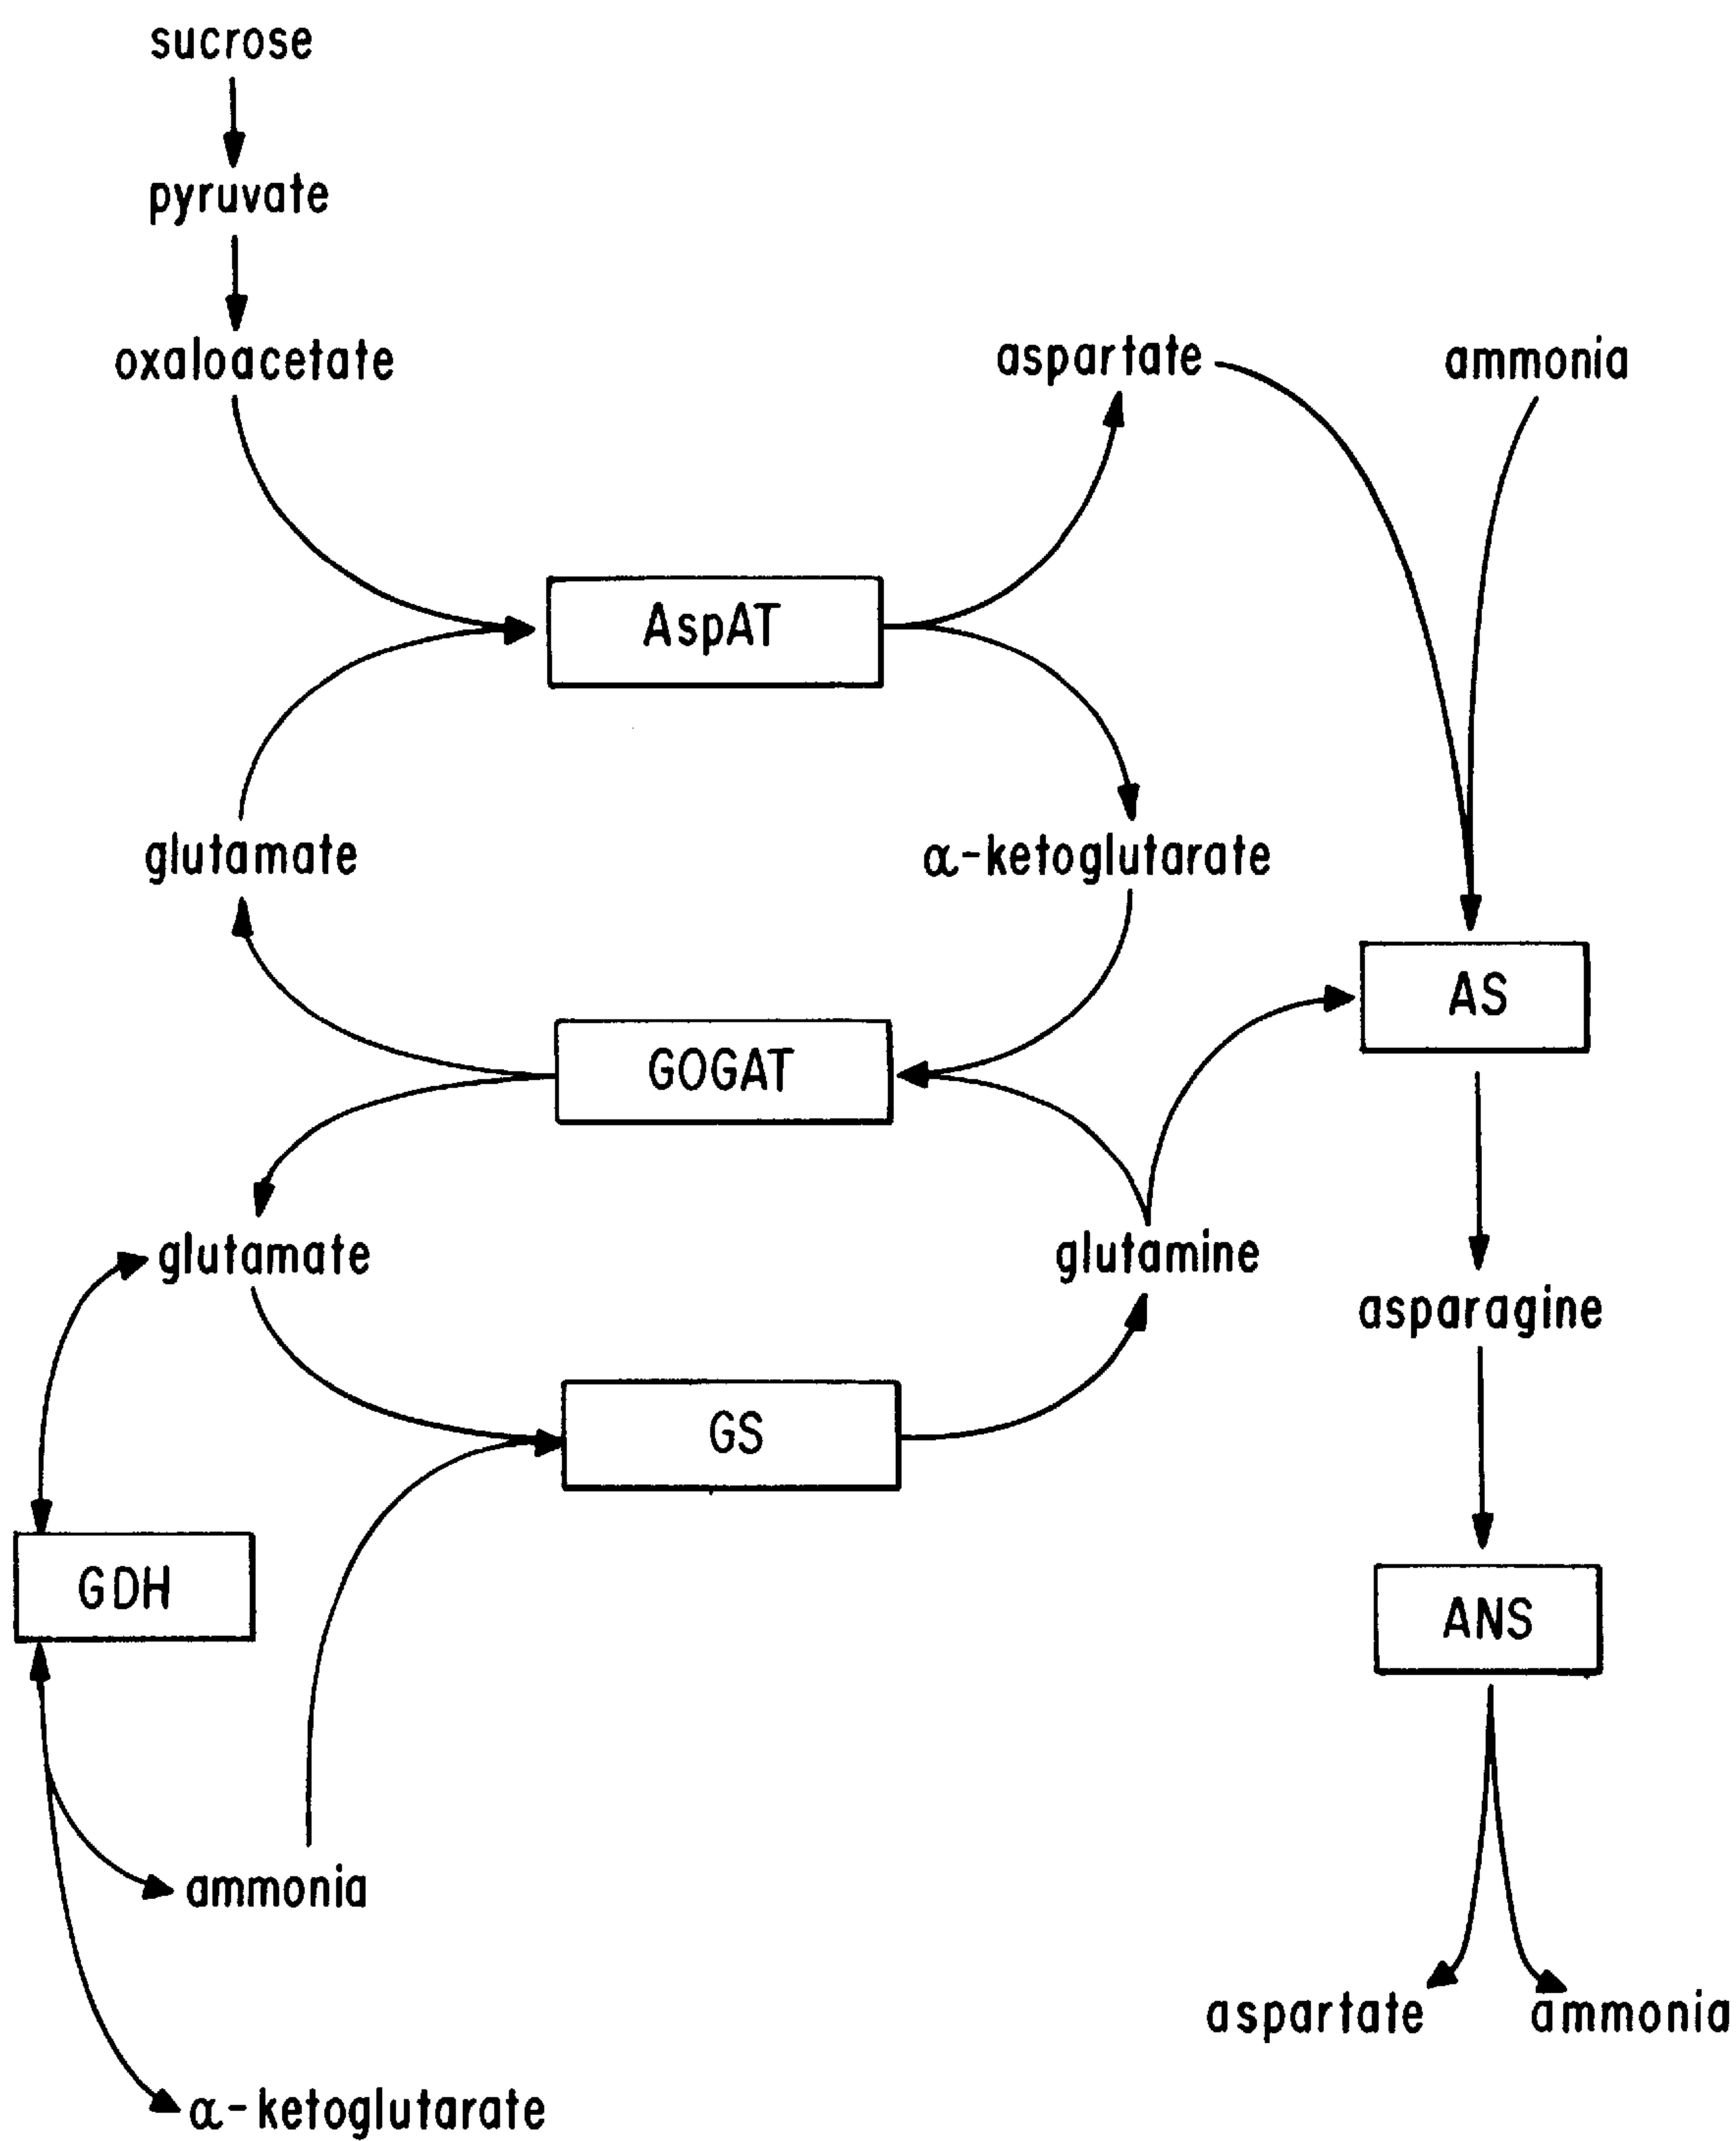 sucrose
pyruvate
oxaloacetate
aspartate
ammonia
AspAT
glutamate
α-ketoglutarate
AS
GOGAT
glutamate
glutamine
asparagine
GS
GDH
ANS
ammonia
aspartate
ammonia
α-ketoglutarate